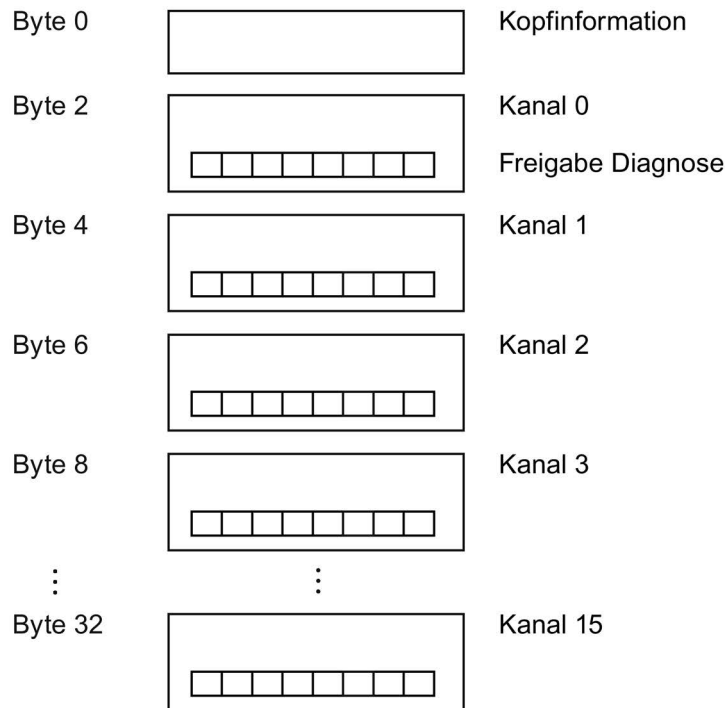 Byte 0 Kopfinformation
Byte 2 Kanal 0
Freigabe Diagnose
Byte 4 Kanal 1
Byte 6 Kanal 2
Byte 8 Kanal 3
⋮ ⋮
Byte 32 Kanal 15